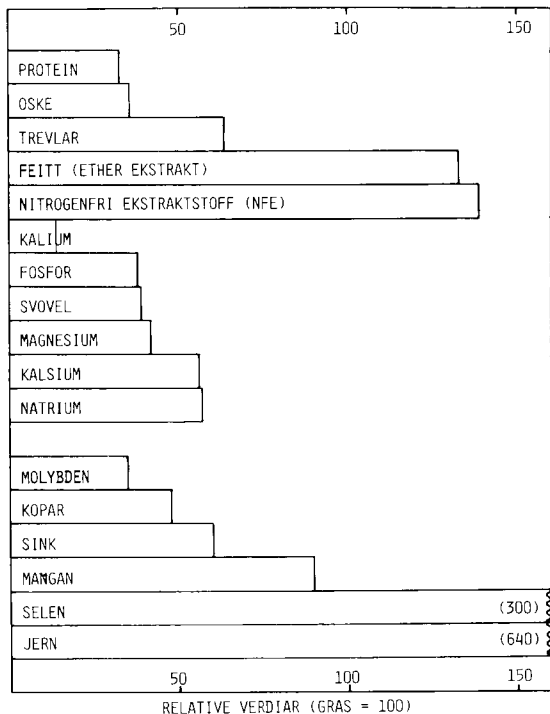 50 100 150
PROTEIN
OSKE
TREVLAR
FEITT (ETHER EKSTRAKT)
NITROGENFRI EKSTRAKTSTOFF (NFE)
KALIUM
FOSFOR
SVOVEL
MAGNESIUM
KALSIUM
NATRIUM
MOLYBDEN
KOPAR
SINK
MANGAN
SELEN (300)
JERN (640)
50 100 150
RELATIVE VERDIAR (GRAS = 100)